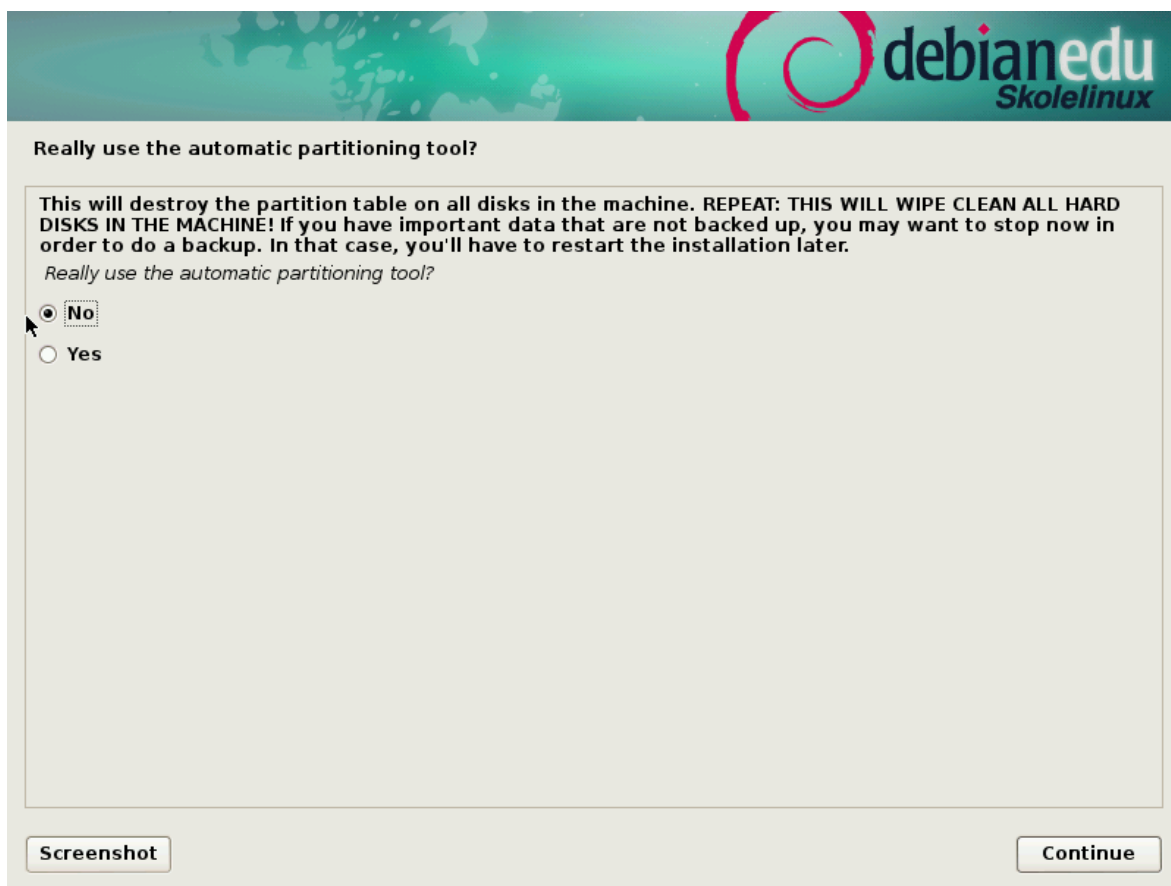 debianedu
Skolelinux
Really use the automatic partitioning tool?
This will destroy the partition table on all disks in the machine. REPEAT: THIS WILL WIPE CLEAN ALL HARD
DISKS IN THE MACHINE! If you have important data that are not backed up, you may want to stop now in
order to do a backup. In that case, you'll have to restart the installation later.
Really use the automatic partitioning tool?
No
Yes
Screenshot
Continue